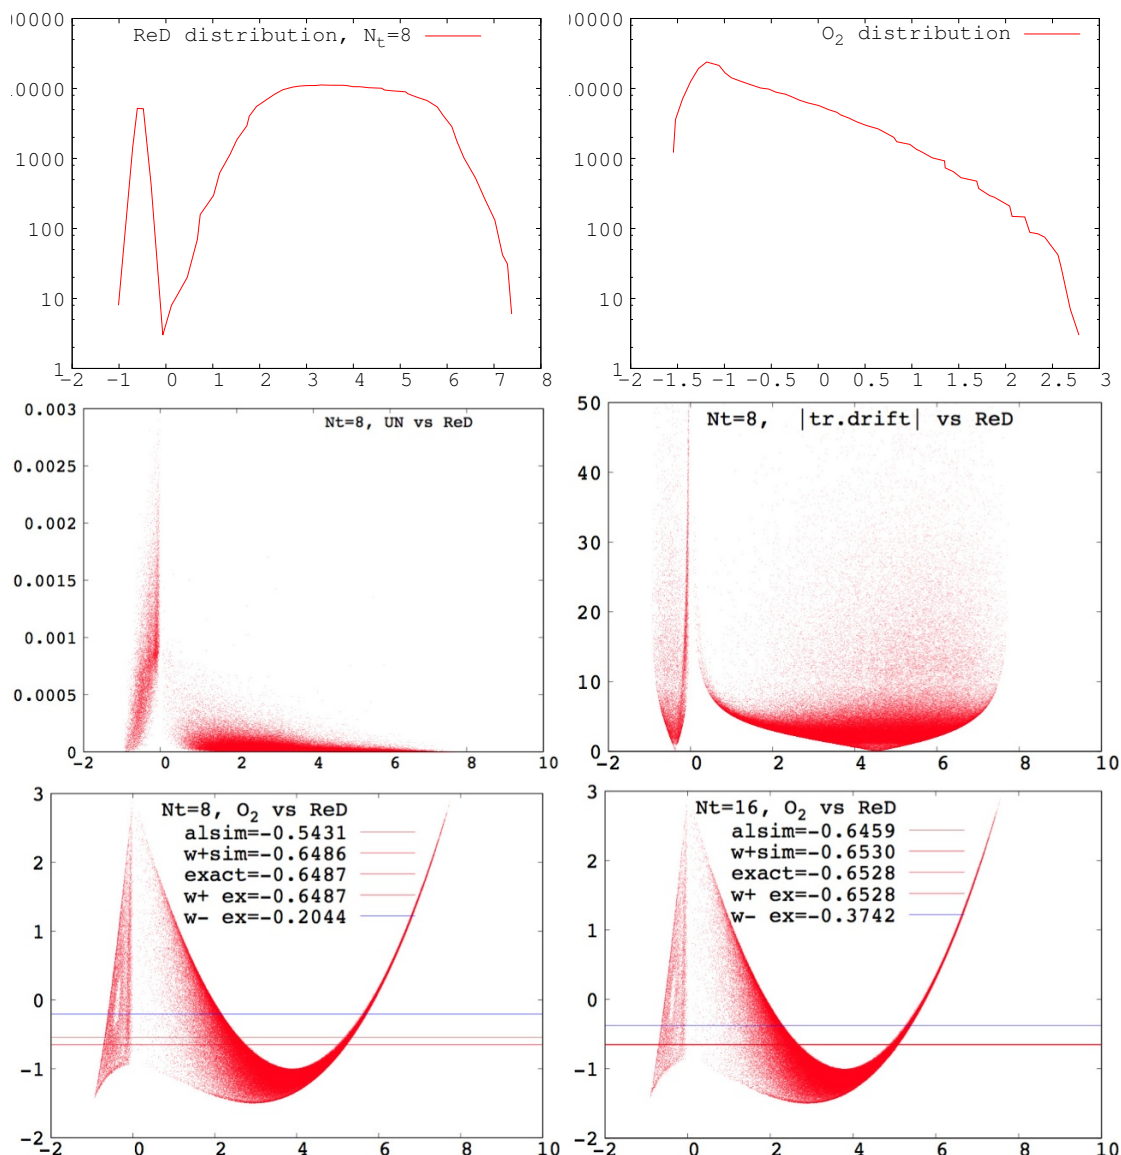 ReD distribution, Nₜ=8
10000
1000
100
10
1
-2 -1 0 1 2 3 4 5 6 7 8
O₂ distribution
10000
1000
100
10
1
-2 -1.5 -1 -0.5 0 0.5 1 1.5 2 2.5 3
Nt=8, UN vs ReD
0.003
0.0025
0.002
0.0015
0.001
0.0005
0
-2 0 2 4 6 8 10
Nt=8, |tr.drift| vs ReD
50
40
30
20
10
0
-2 0 2 4 6 8 10
Nt=8, O₂ vs ReD
alsim=-0.5431
w+sim=-0.6486
exact=-0.6487
w+ ex=-0.6487
w- ex=-0.2044
3
2
1
0
-1
-2
0 2 4 6 8 10
Nt=16, O₂ vs ReD
alsim=-0.6459
w+sim=-0.6530
exact=-0.6528
w+ ex=-0.6528
w- ex=-0.3742
3
2
1
0
-1
-2
0 2 4 6 8 10